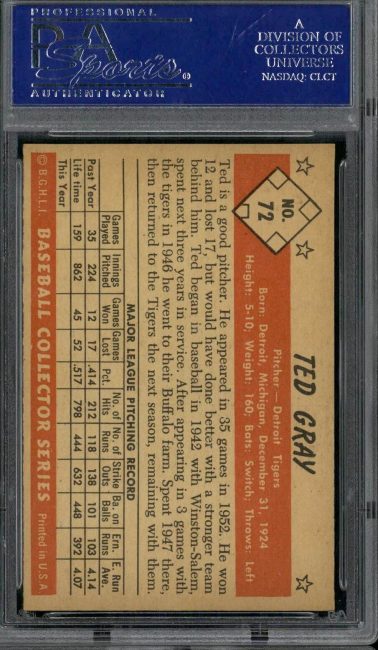 PROFESSIONAL
PSA
Sports
AUTHENTICATOR
A
DIVISION OF
COLLECTORS
UNIVERSE
NASDAQ: CLCT
NO.
72
TED GRAY
Pitcher — Detroit Tigers
Born: Detroit, Michigan, December 31, 1924
Height: 5-10, Weight: 160, Bats: Switch, Throws: Left
Ted is a good pitcher. He appeared in 35 games in 1952. He won
12 and lost 17, but would have done better with a stronger team
behind him. Ted began in baseball in 1942 with Winston-Salem,
spent next three years in service. After appearing in 3 games with
the tigers in 1946 he went to their Buffalo farm. Spent 1947 there,
then returned to the Tigers the next season, remaining with them.
MAJOR LEAGUE PITCHING RECORD
Games Innings Games Games No. of No. of Strike Ba. on Ern. E. Run
Played Pitched Won Lost Pct. Hits Runs Outs Balls Runs Ave.
Past Year 35 224 12 17 .414 212 118 138 101 103 4.14
Life time 159 862 45 52 .517 798 444 632 448 392 4.07
This Year
© B.G.H.L.I. BASEBALL COLLECTOR SERIES Printed in U.S.A.